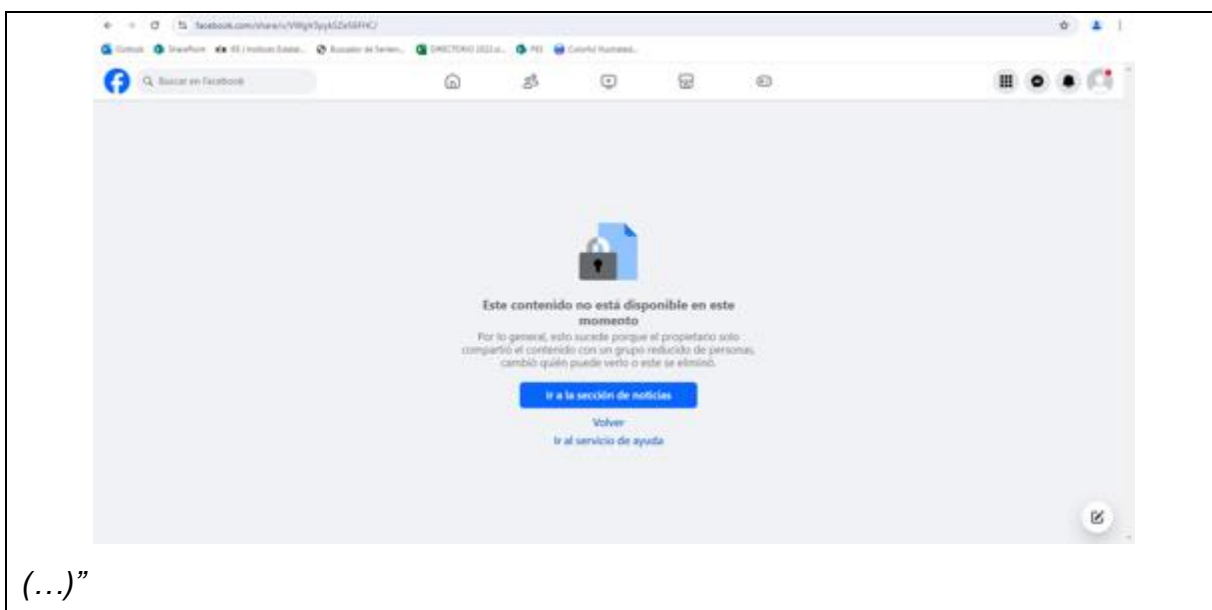 Buscar en Facebook
Este contenido no está disponible en este
momento
Por lo general, esto sucede porque el propietario solo
compartió el contenido con un grupo reducido de personas,
cambió quién puede verlo o este se eliminó.
Ir a la sección de noticias
Volver
Ir al servicio de ayuda
(…)”